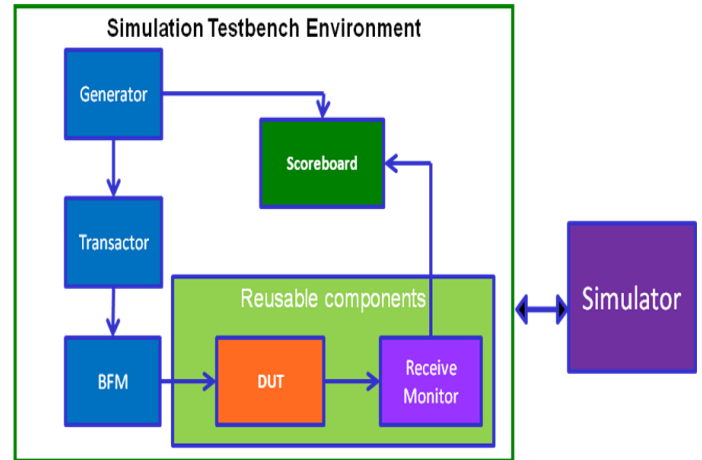 Simulation Testbench Environment
Generator
Scoreboard
Transactor
Simulator
Reusable components
BFM
DUT
Receive
Monitor